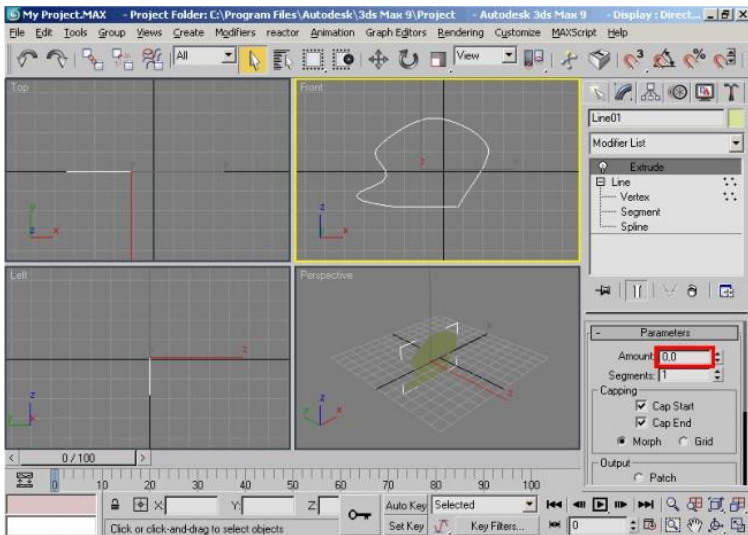 My Project.MAX - Project Folder: C:\Program Files\Autodesk\3ds Max 9\Project - Autodesk 3ds Max 9 - Display : Direct...
File Edit Tools Group Views Create Modifiers reactor Animation Graph Editors Rendering Customize MAXScript Help
All
View
3
Top
Front
Left
Perspective
Line01
Modifier List
Extrude
Line
Vertex
Segment
Spline
Parameters
Amount: 0,0
Segments: 1
Capping
Cap Start
Cap End
Morph Grid
Output
Patch
< 0 / 100 >
0 10 20 30 40 50 60 70 80 90 100
X: Y: Z: Auto Key Selected
Click or click-and-drag to select objects Set Key Key Filters... 0